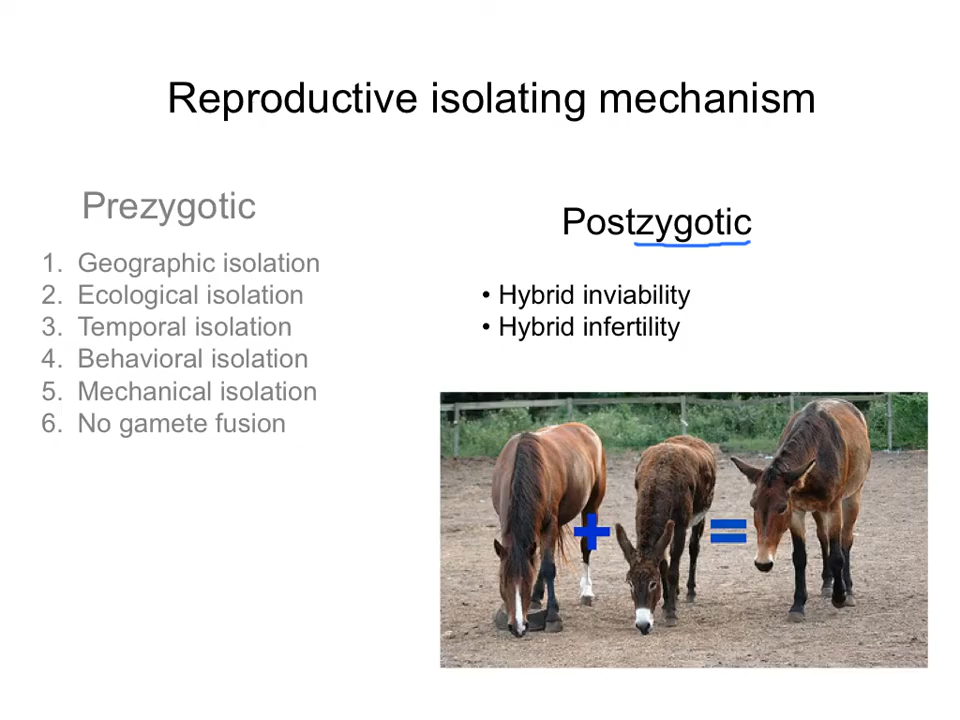 Reproductive isolating mechanism
Prezygotic
1. Geographic isolation
2. Ecological isolation
3. Temporal isolation
4. Behavioral isolation
5. Mechanical isolation
6. No gamete fusion
Postzygotic
• Hybrid inviability
• Hybrid infertility
+ =